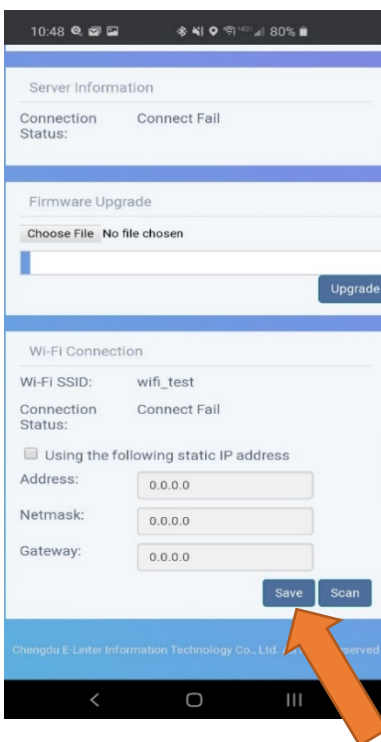 10:48 80%
Server Information
Connection Status: Connect Fail
Firmware Upgrade
Choose File No file chosen
Upgrade
Wi-Fi Connection
Wi-Fi SSID: wifi_test
Connection Status: Connect Fail
Using the following static IP address
Address: 0.0.0.0
Netmask: 0.0.0.0
Gateway: 0.0.0.0
Save Scan
Chengdu E-Linter Information Technology Co., Ltd.